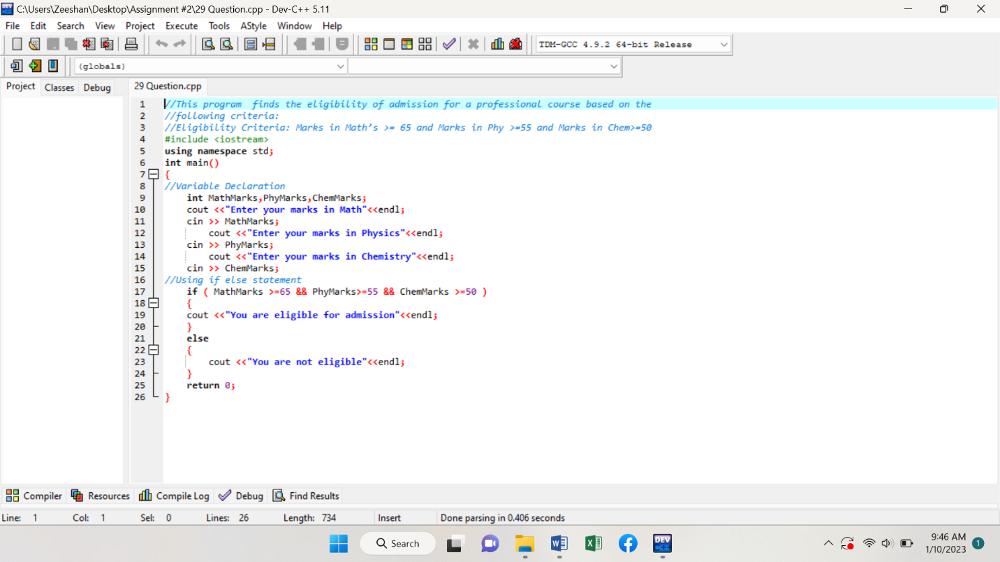 C:\Users\Zeeshan\Desktop\Assignment #2\29 Question.cpp - Dev-C++ 5.11
File Edit Search View Project Execute Tools AStyle Window Help
TDM-GCC 4.9.2 64-bit Release
(globals)
Project Classes Debug 29 Question.cpp
1 //This program  finds the eligibility of admission for a professional course based on the
2 //following criteria:
3 //Eligibility Criteria: Marks in Math’s >= 65 and Marks in Phy >=55 and Marks in Chem>=50
4 #include <iostream>
5 using namespace std;
6 int main()
7 {
8 //Variable Declaration
9     int MathMarks,PhyMarks,ChemMarks;
10     cout <<"Enter your marks in Math"<<endl;
11     cin >> MathMarks;
12         cout <<"Enter your marks in Physics"<<endl;
13     cin >> PhyMarks;
14         cout <<"Enter your marks in Chemistry"<<endl;
15     cin >> ChemMarks;
16 //Using if else statement
17     if ( MathMarks >=65 && PhyMarks>=55 && ChemMarks >=50 )
18     {
19     cout <<"You are eligible for admission"<<endl;
20     }
21     else
22     {
23         cout <<"You are not eligible"<<endl;
24     }
25     return 0;
26 }
Compiler Resources Compile Log Debug Find Results
Line: 1 Col: 1 Sel: 0 Lines: 26 Length: 734 Insert Done parsing in 0.406 seconds
Search
DEV
9:46 AM
1/10/2023
1